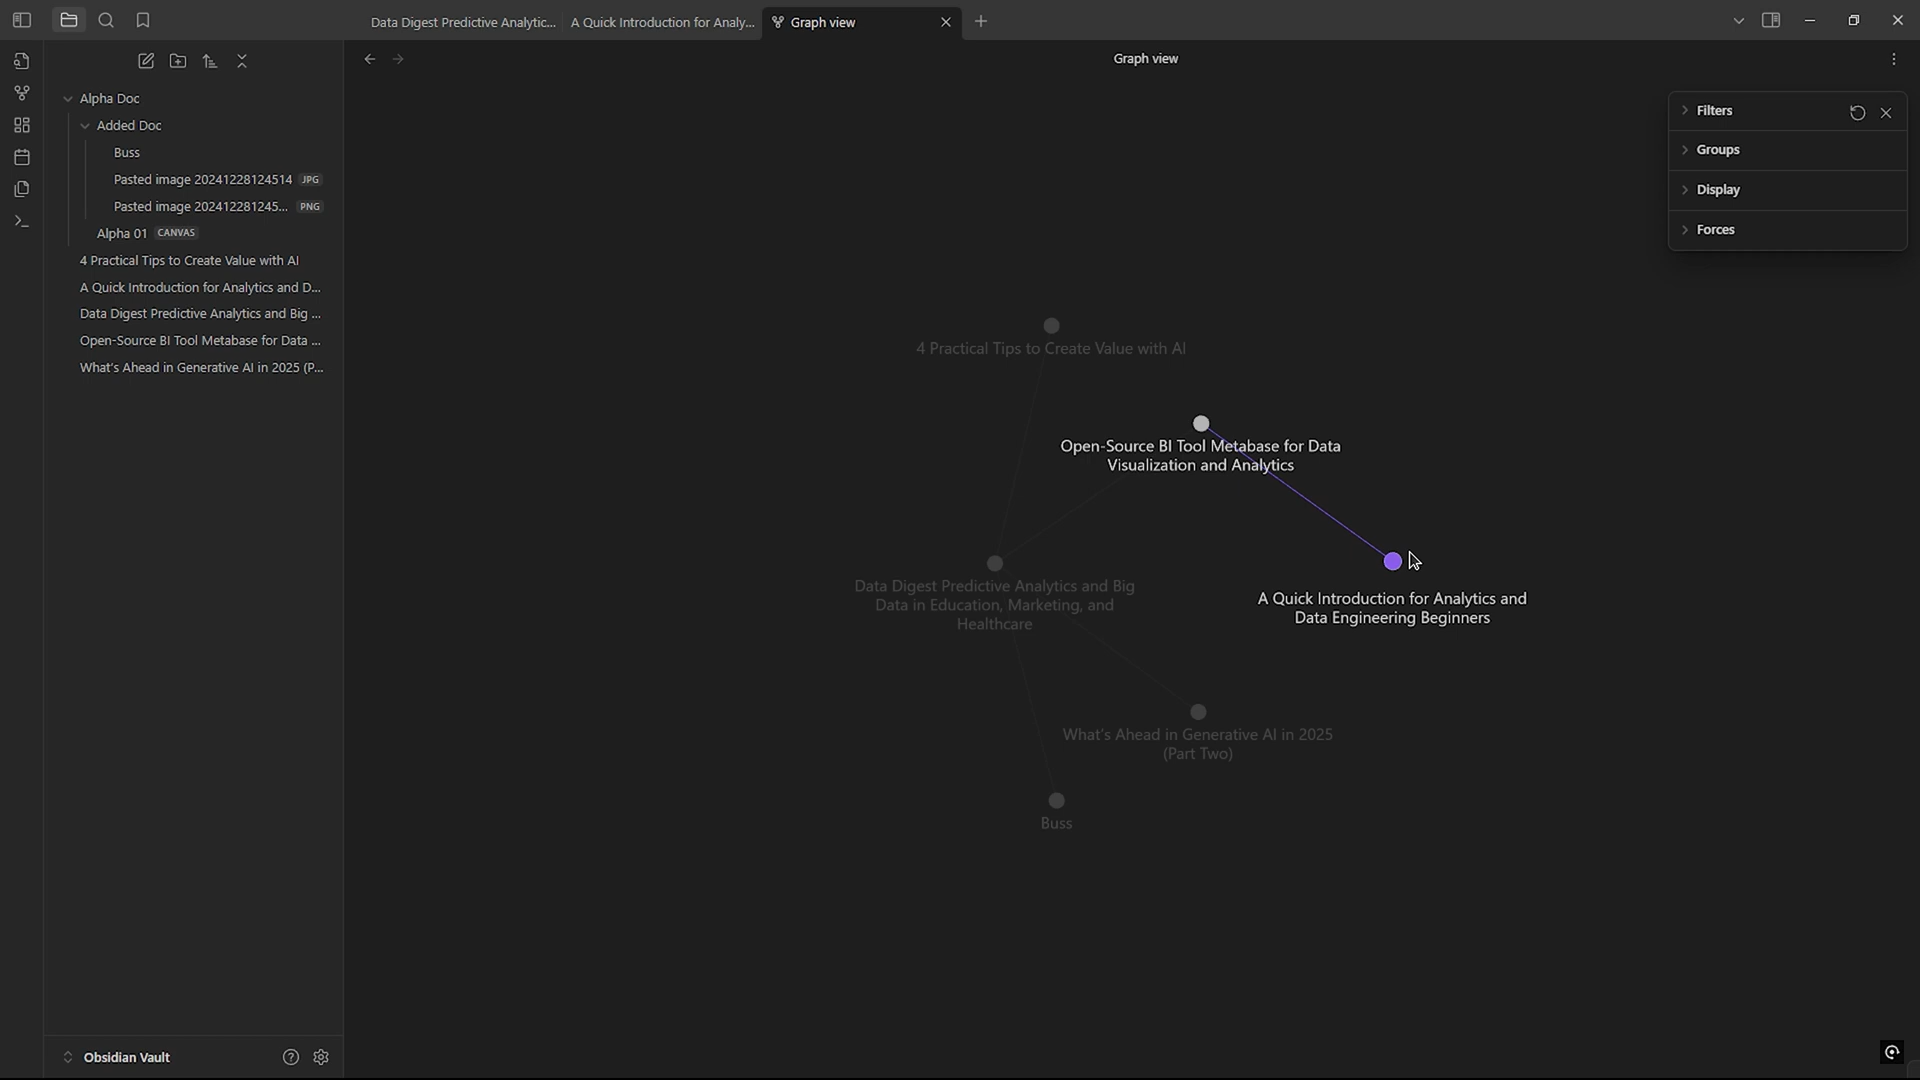 Data Digest Predictive Analytic...
A Quick Introduction for Analy...
Graph view
Graph view
Alpha Doc
Added Doc
Buss
Pasted image 20241228124514 JPG
Pasted image 202412281245... PNG
Alpha 01 CANVAS
4 Practical Tips to Create Value with AI
A Quick Introduction for Analytics and D...
Data Digest Predictive Analytics and Big ...
Open-Source BI Tool Metabase for Data ...
What's Ahead in Generative AI in 2025 (P...
Obsidian Vault
Filters
Groups
Display
Forces
4 Practical Tips to Create Value with AI
Open-Source BI Tool Metabase for Data
Visualization and Analytics
Data Digest Predictive Analytics and Big
Data in Education, Marketing, and
Healthcare
A Quick Introduction for Analytics and
Data Engineering Beginners
What's Ahead in Generative AI in 2025
(Part Two)
Buss